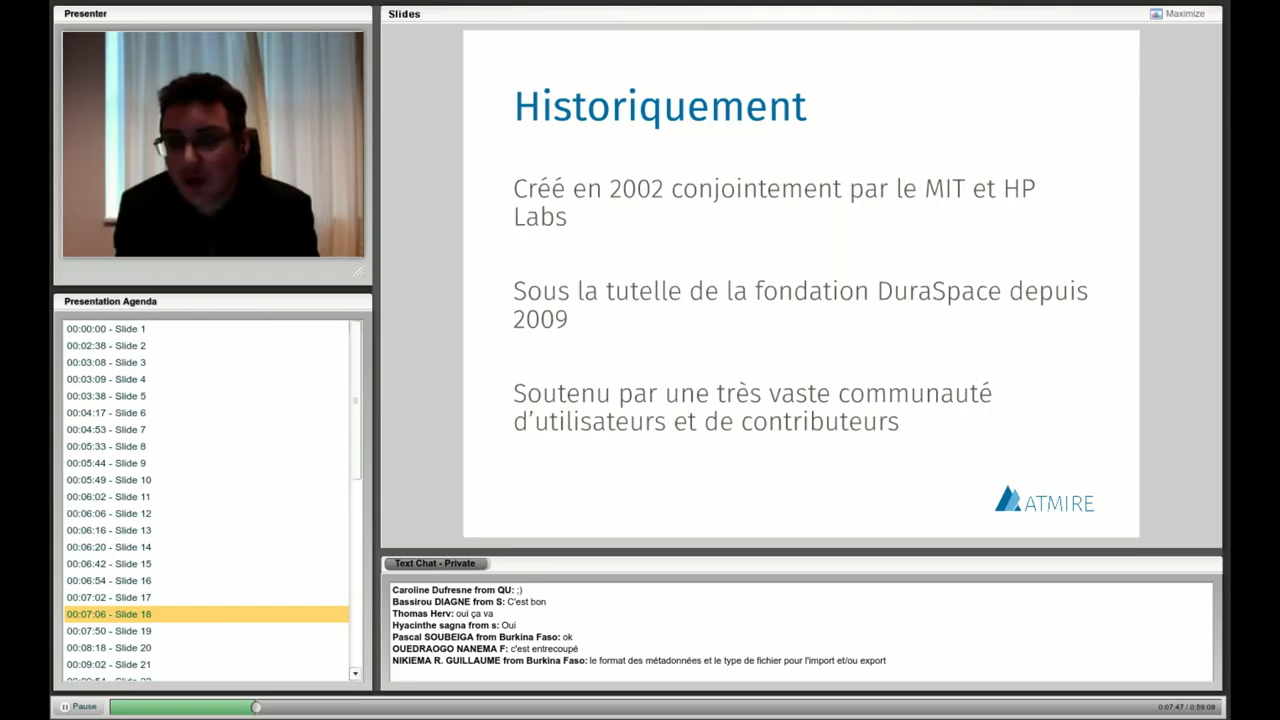 Presenter
Slides
Maximize
Historiquement
Créé en 2002 conjointement par le MIT et HP
Labs
Sous la tutelle de la fondation DuraSpace depuis
2009
Soutenu par une très vaste communauté
d’utilisateurs et de contributeurs
ATMIRE
Presentation Agenda
00:00:00 - Slide 1
00:02:38 - Slide 2
00:03:08 - Slide 3
00:03:09 - Slide 4
00:03:38 - Slide 5
00:04:17 - Slide 6
00:04:53 - Slide 7
00:05:33 - Slide 8
00:05:44 - Slide 9
00:05:49 - Slide 10
00:06:02 - Slide 11
00:06:06 - Slide 12
00:06:16 - Slide 13
00:06:20 - Slide 14
00:06:42 - Slide 15
00:06:54 - Slide 16
00:07:02 - Slide 17
00:07:06 - Slide 18
00:07:50 - Slide 19
00:08:18 - Slide 20
00:09:02 - Slide 21
Text Chat - Private
Caroline Dufresne from QU: ;)
Bassirou DIAGNE from S: C'est bon
Thomas Herv: oui ça va
Hyacinthe sagna from s: Oui
Pascal SOUBEIGA from Burkina Faso: ok
OUEDRAOGO NANEMA F: c'est entrecoupé
NIKIEMA R. GUILLAUME from Burkina Faso: le format des métadonnées et le type de fichier pour l'import et/ou export
Pause
0:07:47 / 0:59:09